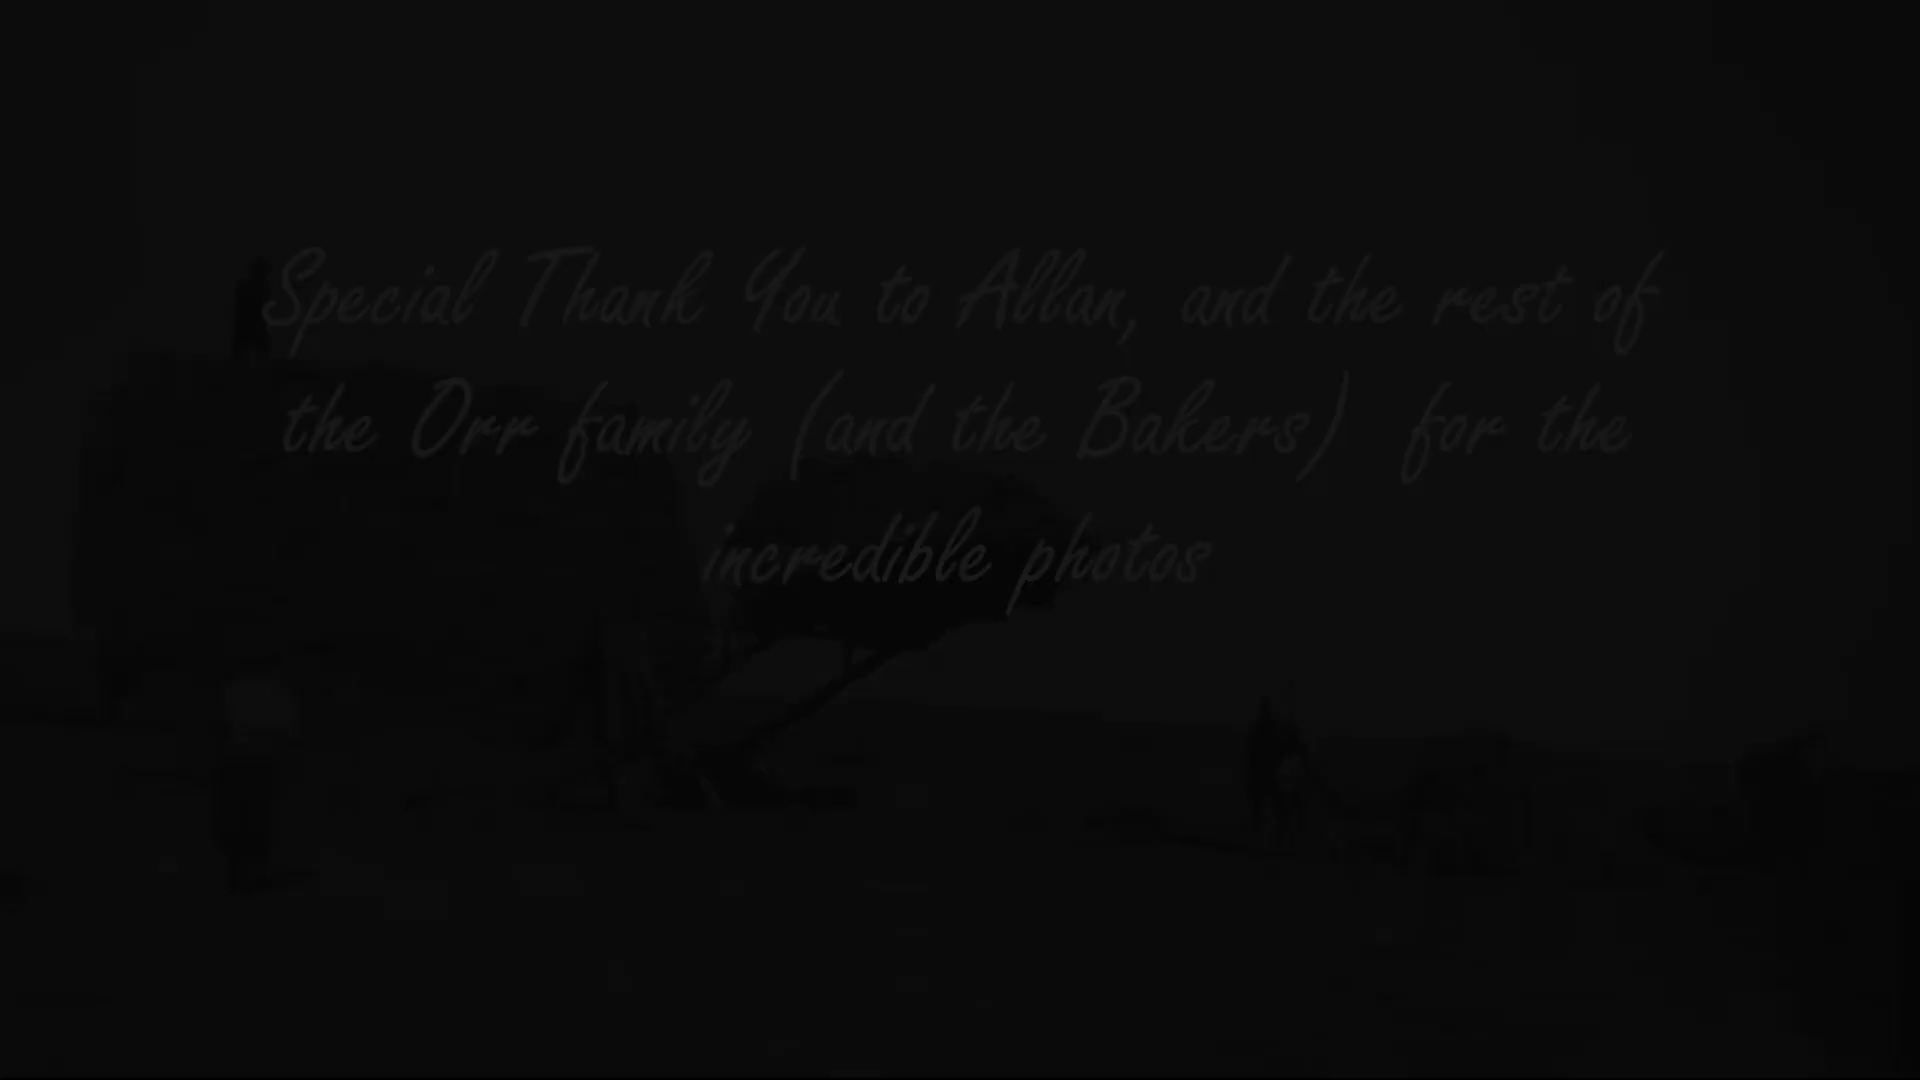 Special Thank You to Allan, and the rest of
the Orr family (and the Bakers) for the
incredible photos